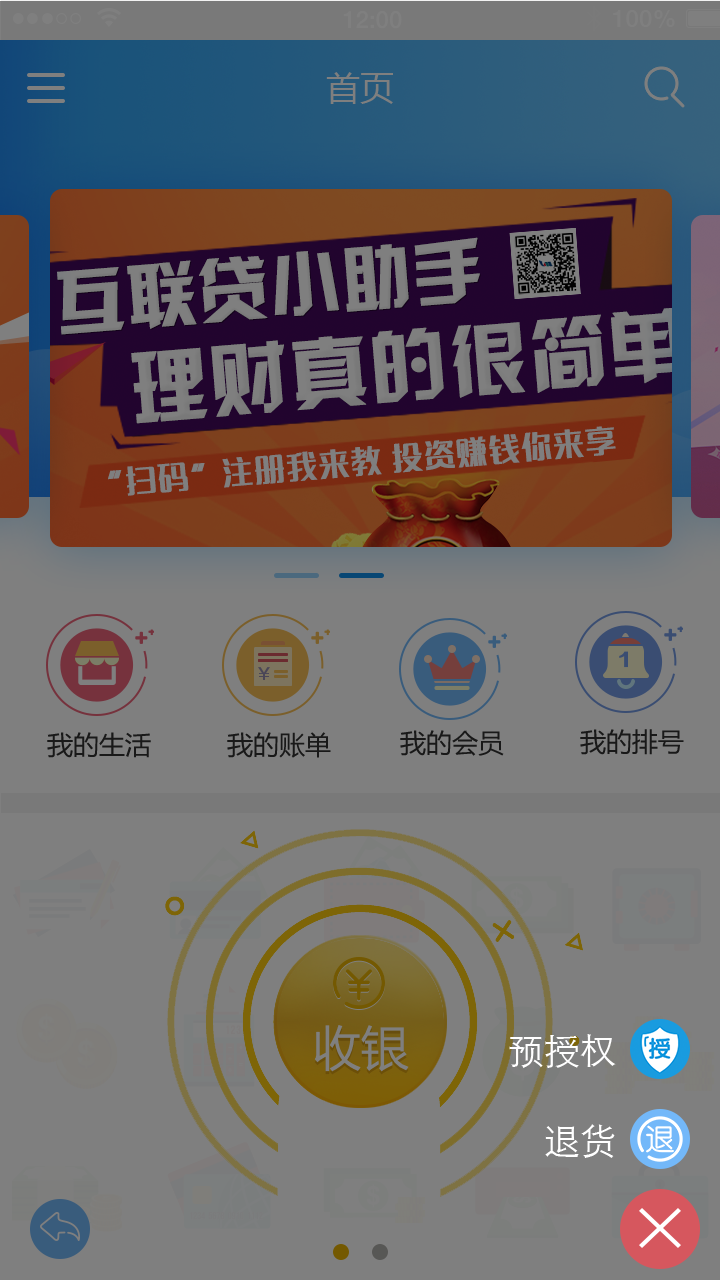 12:00
100%
首页
互联贷小助手
理财真的很简单
“扫码” 注册我来教 投资赚钱你来享
¥
1
我的生活
我的账单
我的会员
我的排号
¥
收银
预授权
授
退货
退